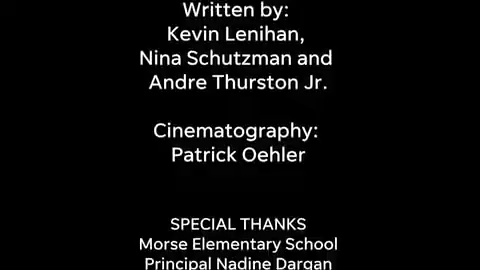 Written by:
Kevin Lenihan,
Nina Schutzman and
Andre Thurston Jr.
Cinematography:
Patrick Oehler
SPECIAL THANKS
Morse Elementary School
Principal Nadine Dargan